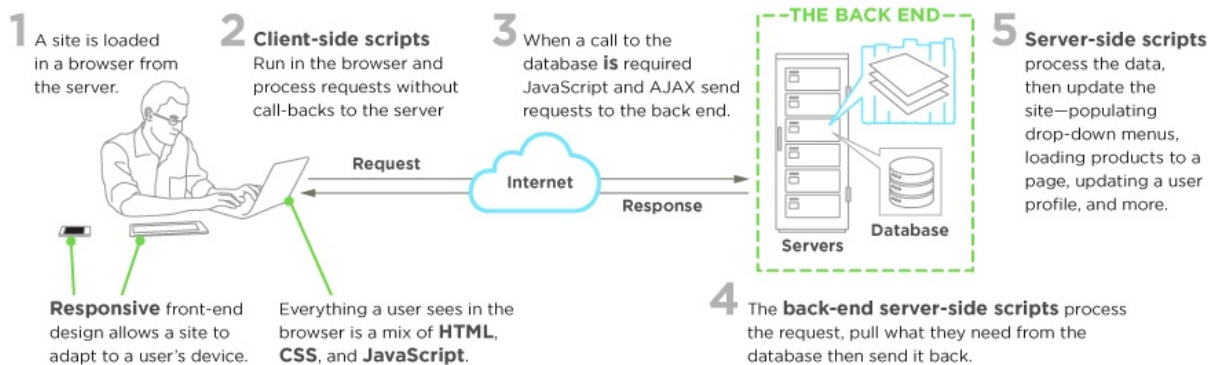 1 A site is loaded
in a browser from
the server.
2 Client-side scripts
Run in the browser and
process requests without
call-backs to the server
3 When a call to the
database is required
JavaScript and AJAX send
requests to the back end.
THE BACK END
5 Server-side scripts
process the data,
then update the
site—populating
drop-down menus,
loading products to a
page, updating a user
profile, and more.
Request
Internet
Response
Servers
Database
Responsive front-end
design allows a site to
adapt to a user's device.
Everything a user sees in the
browser is a mix of HTML,
CSS, and JavaScript.
4 The back-end server-side scripts process
the request, pull what they need from the
database then send it back.